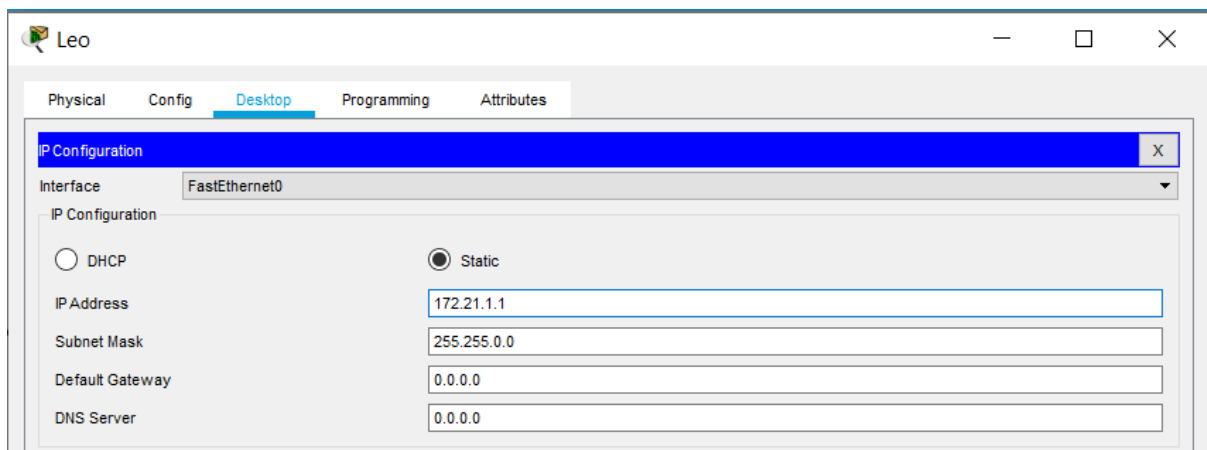 Leo
Physical Config Desktop Programming Attributes
IP Configuration X
Interface FastEthernet0
IP Configuration
DHCP Static
IP Address 172.21.1.1
Subnet Mask 255.255.0.0
Default Gateway 0.0.0.0
DNS Server 0.0.0.0